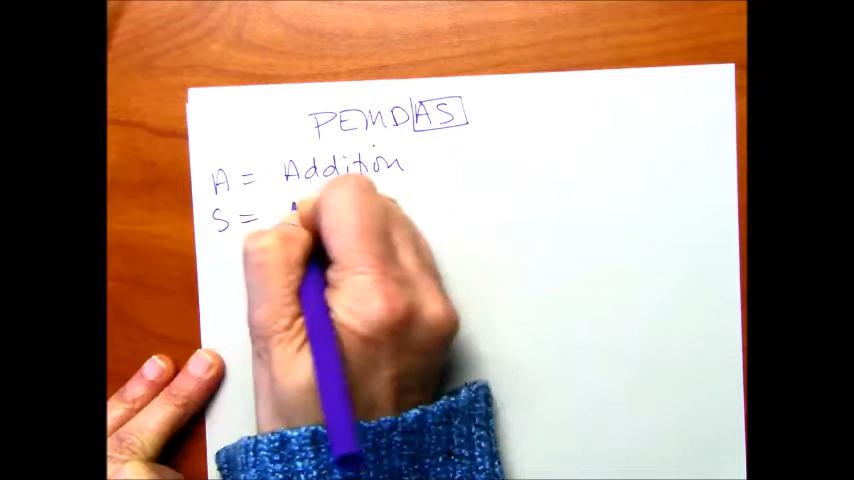 PEMDAS
A = Addition
S =